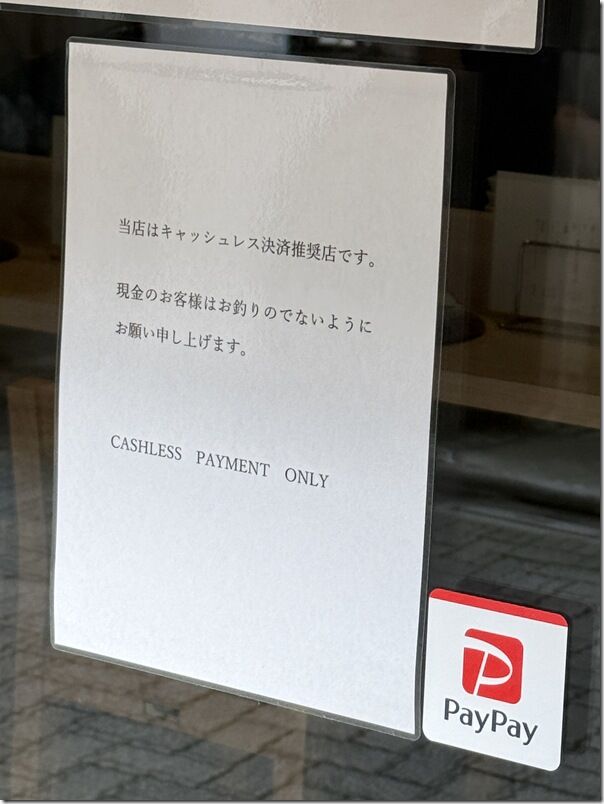 当店はキャッシュレス決済推奨店です。
現金のお客様はお釣りのでないように
お願い申し上げます。
CASHLESS PAYMENT ONLY
PayPay